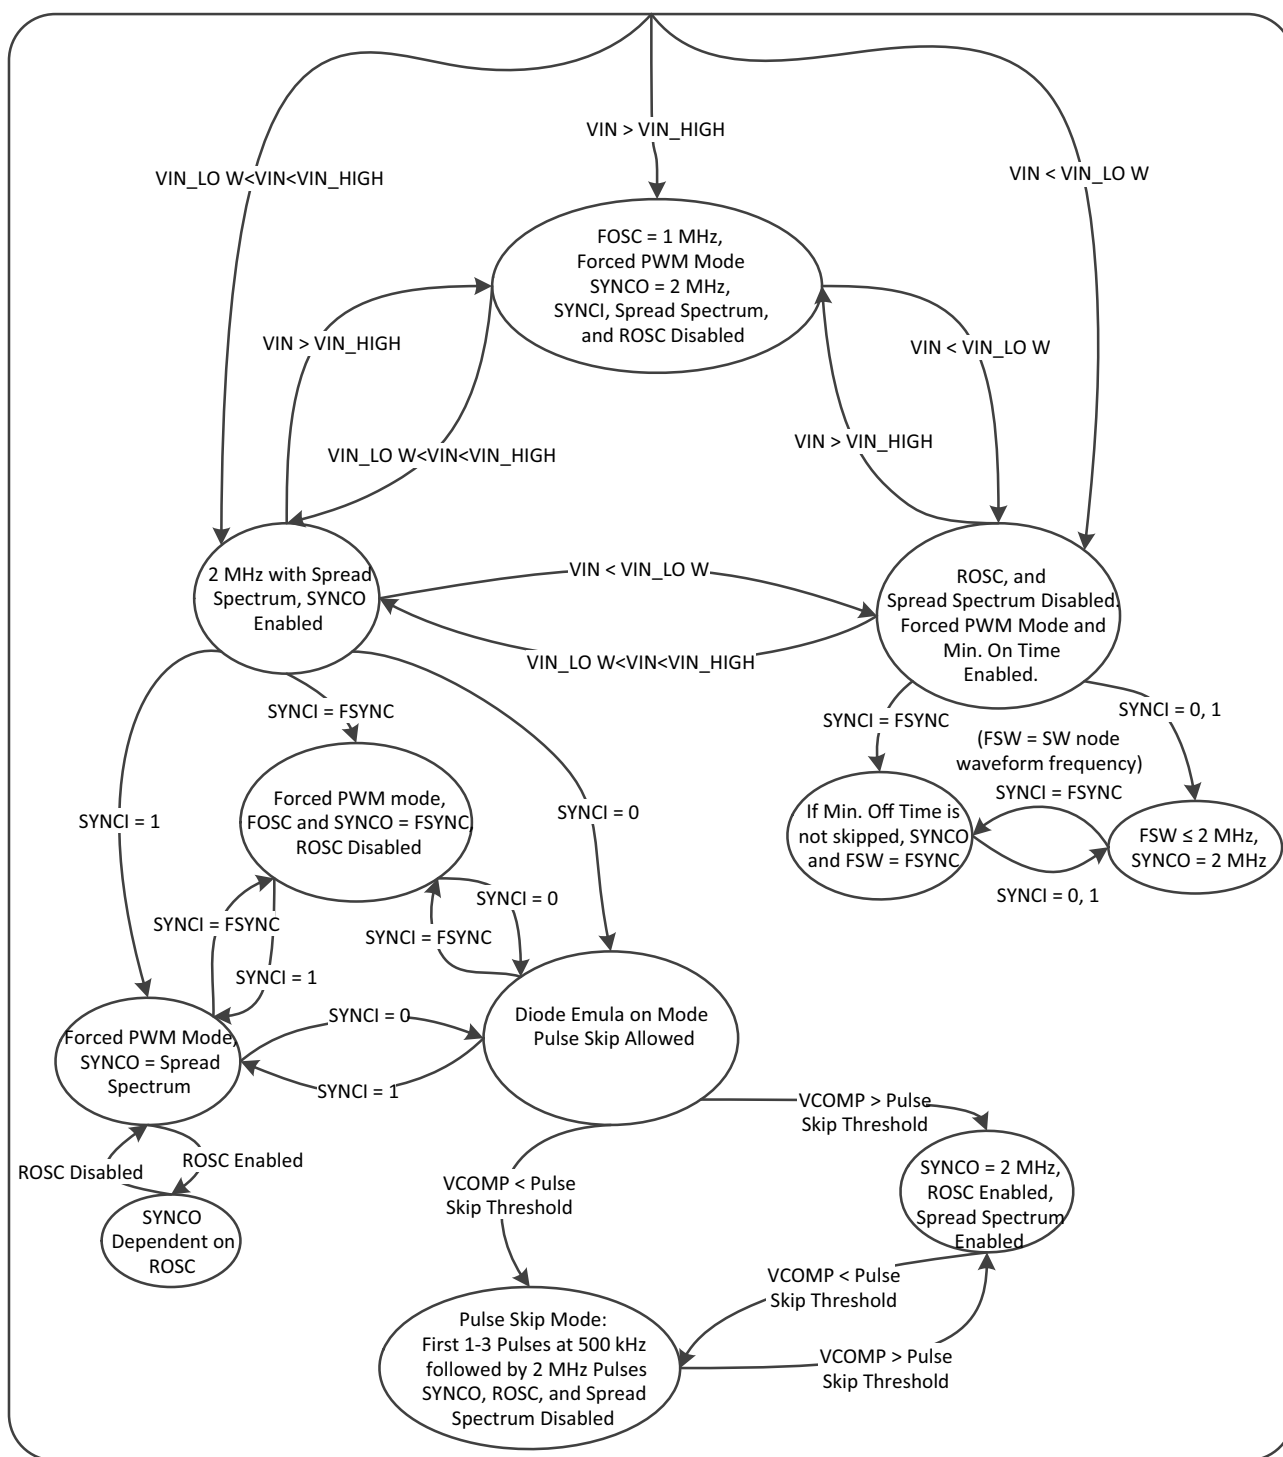 VIN > VIN_HIGH
VIN_LO W<VIN<VIN_HIGH
VIN < VIN_LO W
FOSC = 1 MHz,
Forced PWM Mode
SYNCO = 2 MHz,
SYNCI, Spread Spectrum,
and ROSC Disabled
VIN > VIN_HIGH
VIN < VIN_LO W
VIN > VIN_HIGH
VIN_LO W<VIN<VIN_HIGH
2 MHz with Spread
Spectrum, SYNCO
Enabled
VIN < VIN_LO W
VIN_LO W<VIN<VIN_HIGH
ROSC, and
Spread Spectrum Disabled.
Forced PWM Mode and
Min. On Time
Enabled.
SYNCI = FSYNC
SYNCI = FSYNC
SYNCI = 0, 1
(FSW = SW node
waveform frequency)
SYNCI = FSYNC
SYNCI = 1
Forced PWM mode,
FOSC and SYNCO = FSYNC,
ROSC Disabled
SYNCI = 0
If Min. Off Time is
not skipped, SYNCO
and FSW = FSYNC
FSW ≤ 2 MHz,
SYNCO = 2 MHz
SYNCI = 0, 1
SYNCI = 0
SYNCI = FSYNC
SYNCI = FSYNC
SYNCI = 1
Diode Emula on Mode
Pulse Skip Allowed
SYNCI = 0
Forced PWM Mode,
SYNCO = Spread
Spectrum
SYNCI = 1
VCOMP > Pulse
Skip Threshold
ROSC Disabled
ROSC Enabled
VCOMP < Pulse
Skip Threshold
SYNCO = 2 MHz,
ROSC Enabled,
Spread Spectrum
Enabled
SYNCO
Dependent on
ROSC
VCOMP < Pulse
Skip Threshold
Pulse Skip Mode:
First 1-3 Pulses at 500 kHz
followed by 2 MHz Pulses
SYNCO, ROSC, and Spread
Spectrum Disabled
VCOMP > Pulse
Skip Threshold